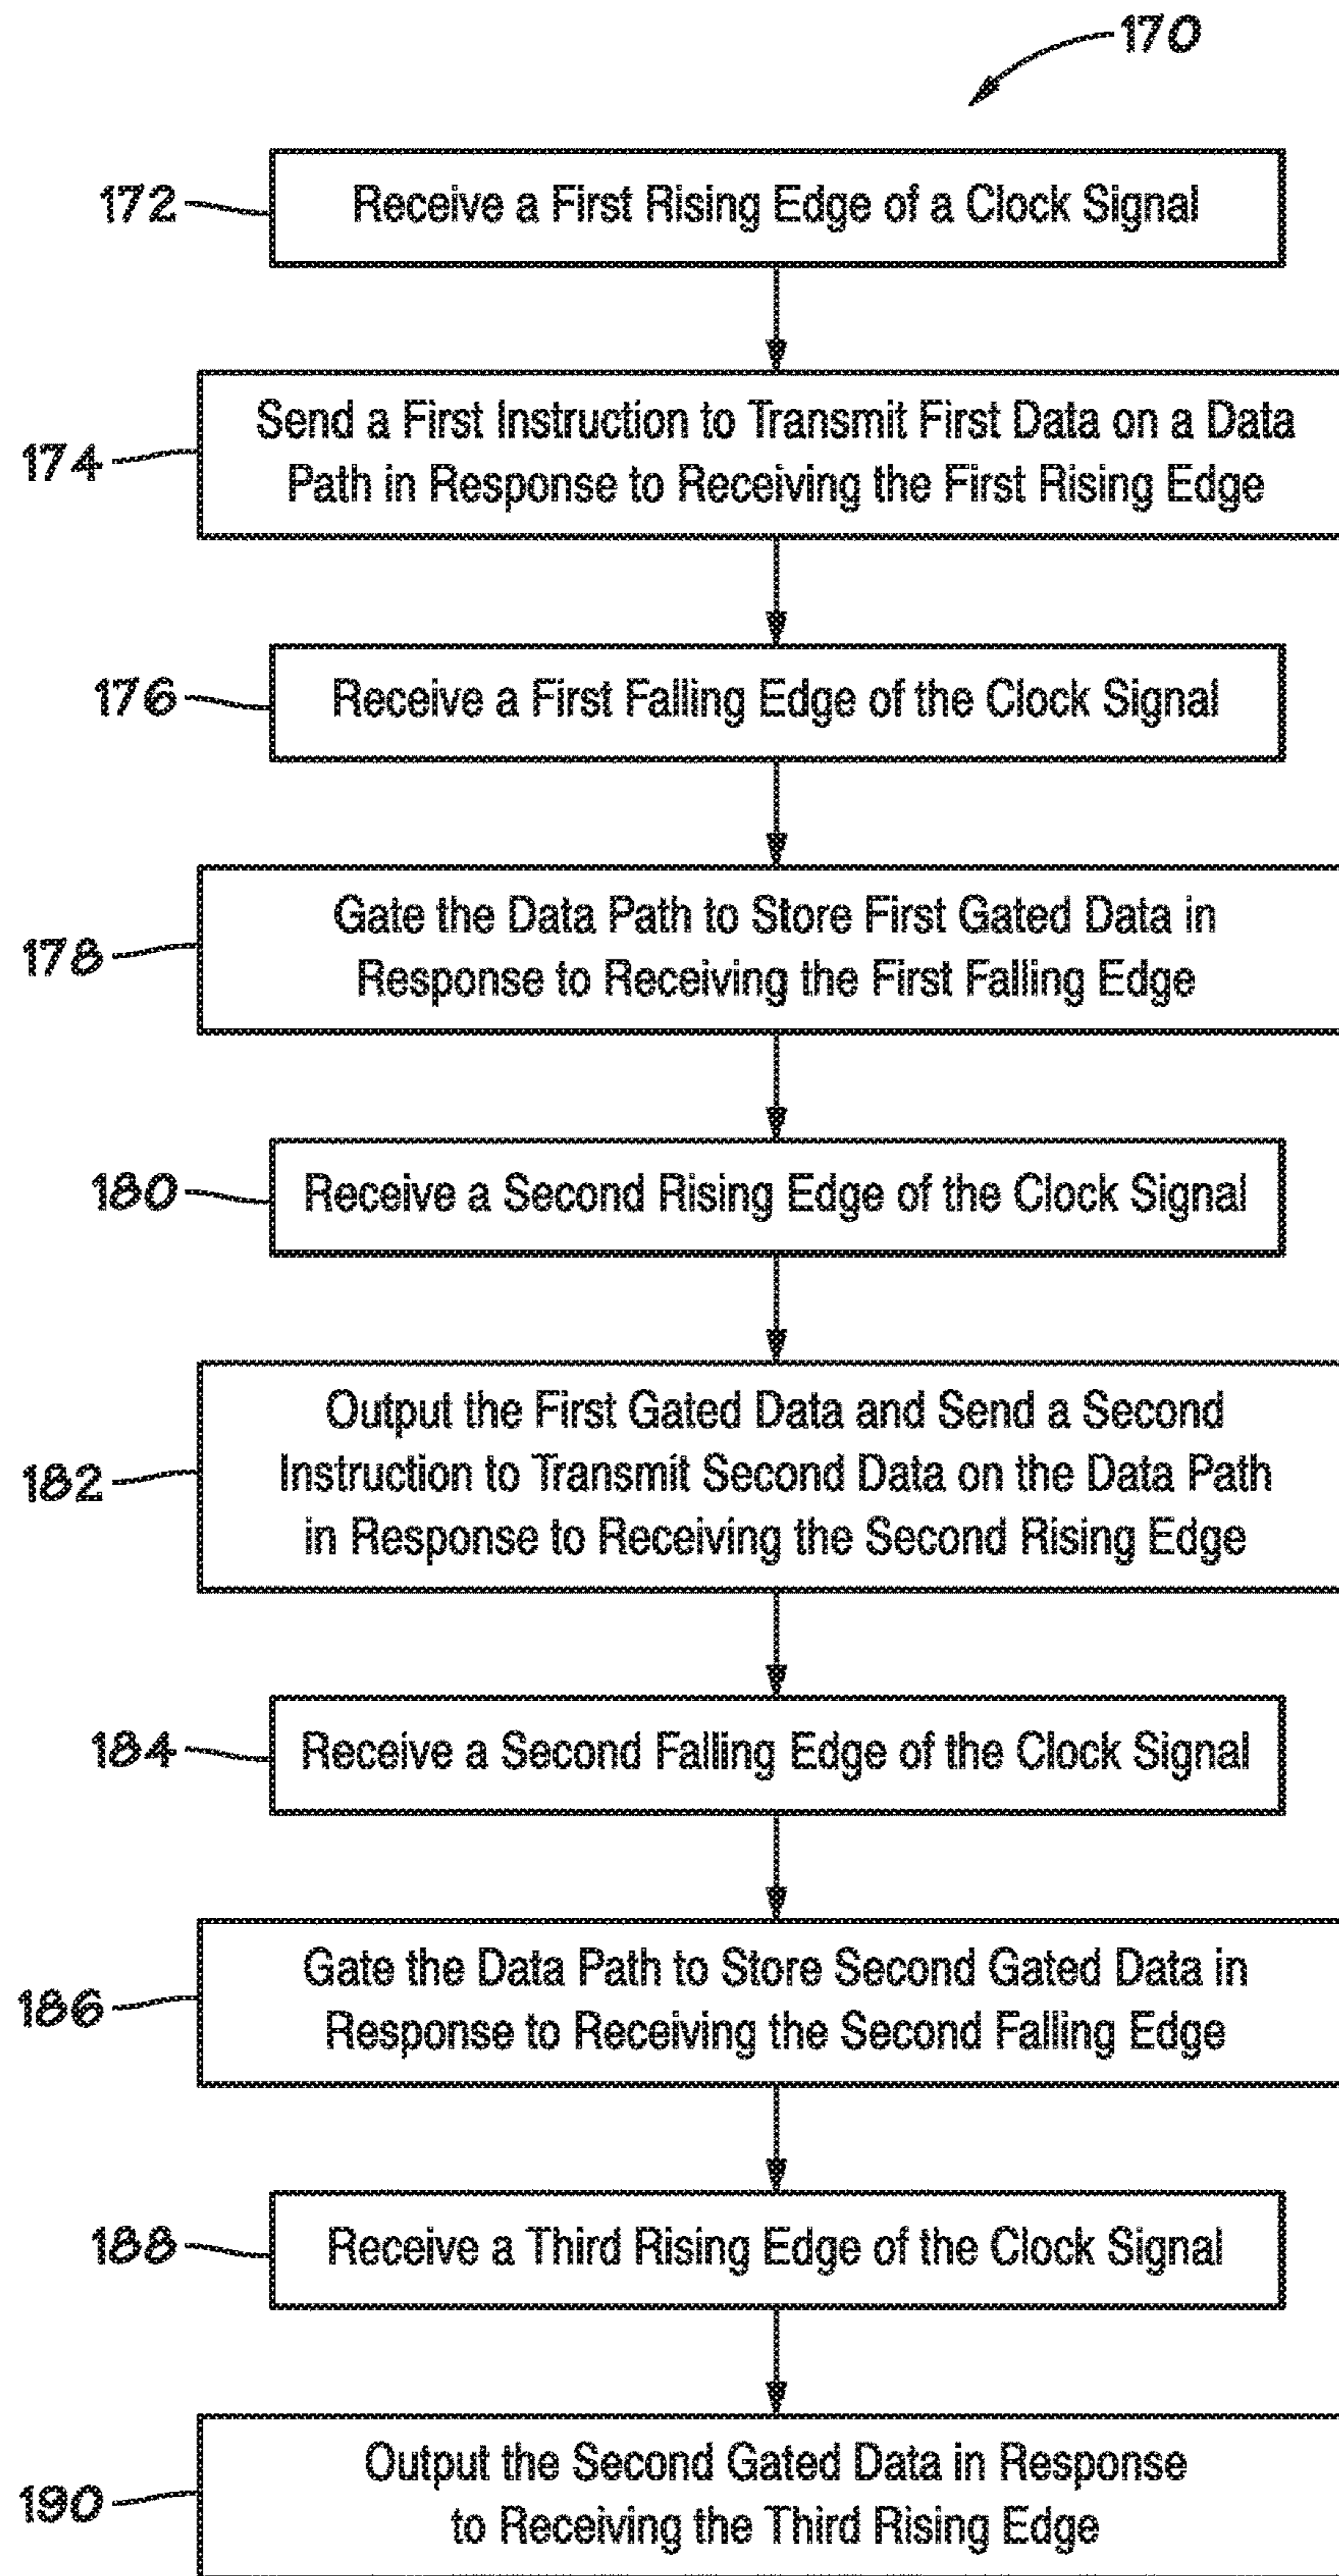 170
172
Receive a First Rising Edge of a Clock Signal
174
Send a First Instruction to Transmit First Data on a Data
Path in Response to Receiving the First Rising Edge
176
Receive a First Falling Edge of the Clock Signal
178
Gate the Data Path to Store First Gated Data in
Response to Receiving the First Falling Edge
180
Receive a Second Rising Edge of the Clock Signal
182
Output the First Gated Data and Send a Second
Instruction to Transmit Second Data on the Data Path
in Response to Receiving the Second Rising Edge
184
Receive a Second Falling Edge of the Clock Signal
186
Gate the Data Path to Store Second Gated Data in
Response to Receiving the Second Falling Edge
188
Receive a Third Rising Edge of the Clock Signal
190
Output the Second Gated Data in Response
to Receiving the Third Rising Edge